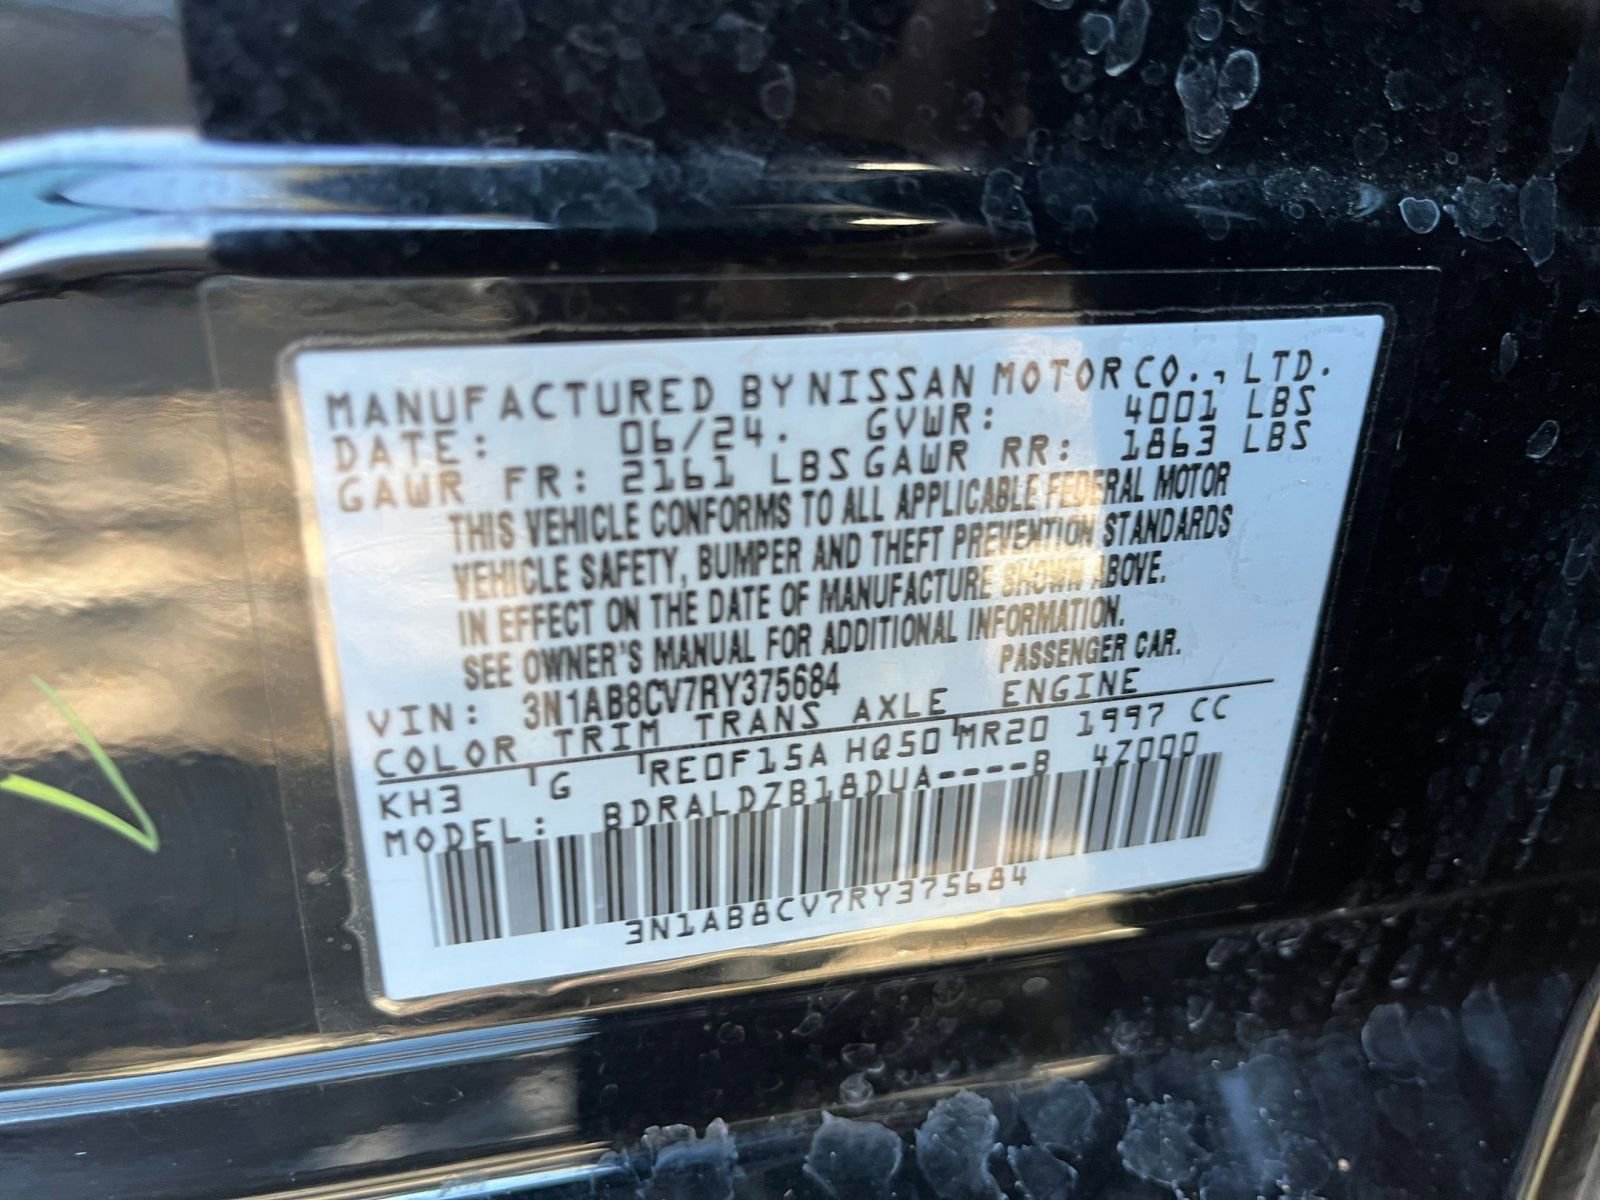 MANUFACTURED BY NISSAN MOTOR CO., LTD.
DATE: 06/24. GVWR: 4001 LBS
GAWR FR: 2161 LBS GAWR RR: 1863 LBS
THIS VEHICLE CONFORMS TO ALL APPLICABLE FEDERAL MOTOR
VEHICLE SAFETY, BUMPER AND THEFT PREVENTION STANDARDS
IN EFFECT ON THE DATE OF MANUFACTURE SHOWN ABOVE.
SEE OWNER'S MANUAL FOR ADDITIONAL INFORMATION.
VIN: 3N1AB8CV7RY375684 PASSENGER CAR.
COLOR TRIM TRANS AXLE ENGINE
KH3 G RE0F15A HQ50 MR20 1997 CC
MODEL: BDRALDZB18DUA----B 4Z000
3N1AB8CV7RY375684